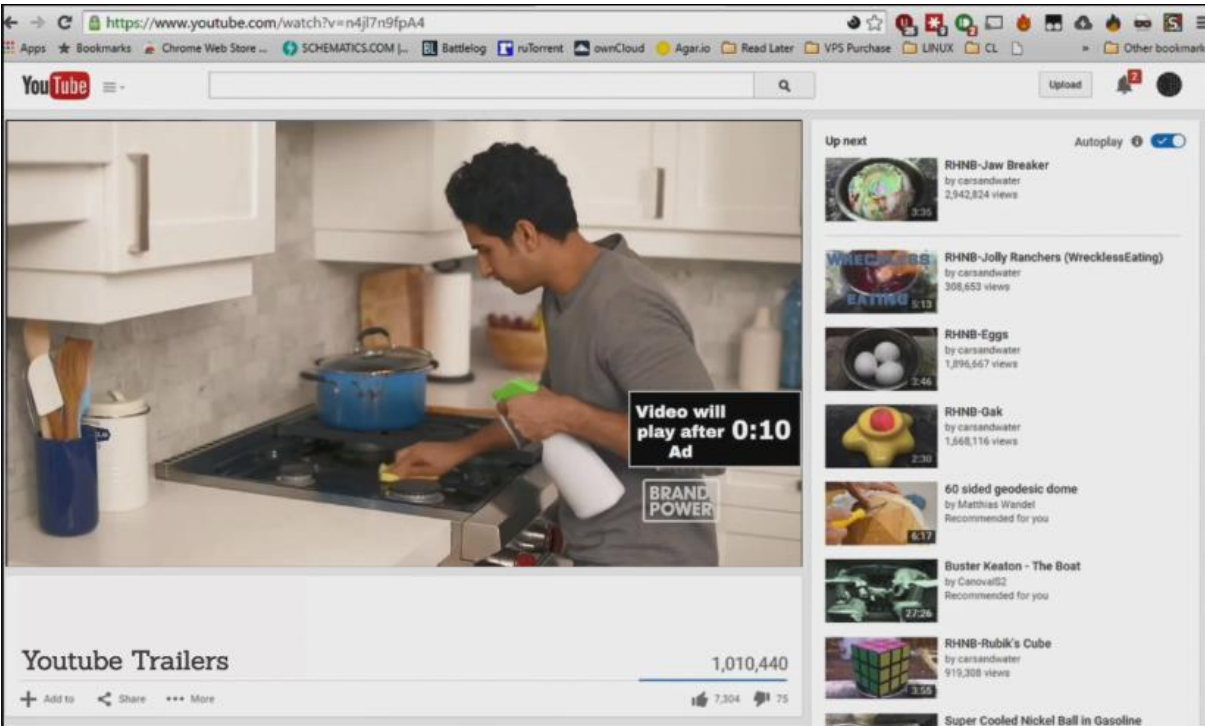 https://www.youtube.com/watch?v=n4jl7n9fpA4
Apps Bookmarks Chrome Web Store ... SCHEMATICS.COM |... Battlelog ruTorrent ownCloud Agar.io Read Later VPS Purchase LINUX CL » Other bookmark
YouTube
Upload
2
Up next
Autoplay
RHNB-Jaw Breaker
by carsandwater
2,942,824 views
3:35
RHNB-Jolly Ranchers (WrecklessEating)
by carsandwater
308,653 views
WRECKLESS
EATING
5:13
RHNB-Eggs
by carsandwater
1,896,667 views
3:46
RHNB-Gak
by carsandwater
1,668,116 views
2:30
60 sided geodesic dome
by Matthias Wandel
Recommended for you
6:17
Buster Keaton - The Boat
by CanovalS2
Recommended for you
27:26
RHNB-Rubik's Cube
by carsandwater
919,308 views
3:55
Super Cooled Nickel Ball in Gasoline
Video will
play after 0:10
Ad
BRAND
POWER
Youtube Trailers
1,010,440
Add to Share More
7,304 75